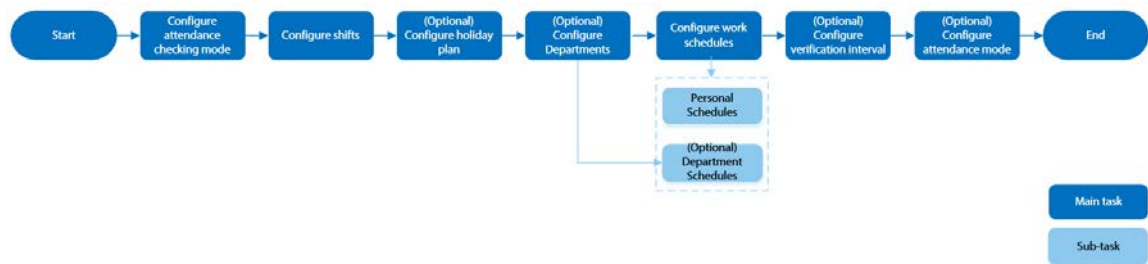 Start
Configure
attendance
checking mode
Configure shifts
(Optional)
Configure holiday
plan
(Optional)
Configure
Departments
Configure work
schedules
(Optional)
Configure
verification interval
(Optional)
Configure
attendance mode
End
Personal
Schedules
(Optional)
Department
Schedules
Main task
Sub-task